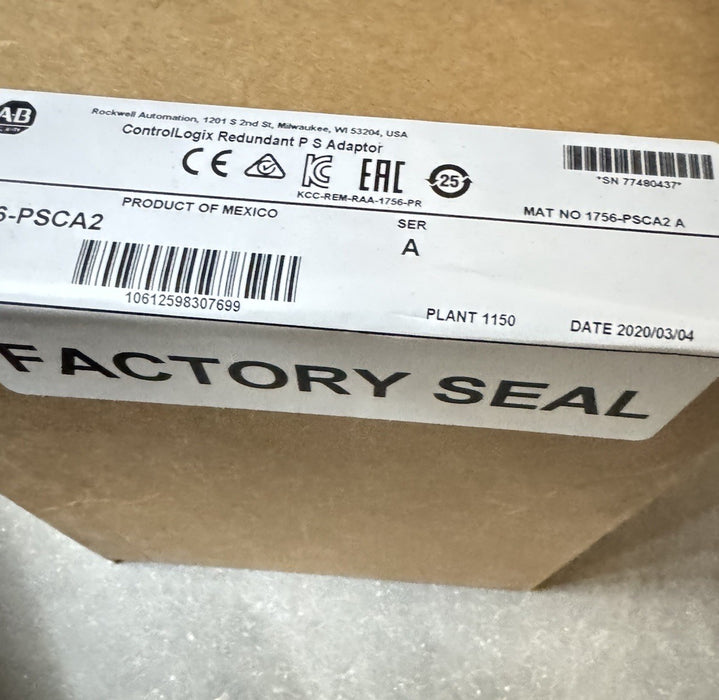 AB
Rockwell Automation, 1201 S 2nd St, Milwaukee, WI 53204, USA
ControlLogix Redundant P S Adaptor
CE KC EAC 25
KCC-REM-RAA-1756-PR
*SN 77480437*
6-PSCA2
PRODUCT OF MEXICO
SER
A
MAT NO 1756-PSCA2 A
10612598307699
PLANT 1150
DATE 2020/03/04
FACTORY SEAL